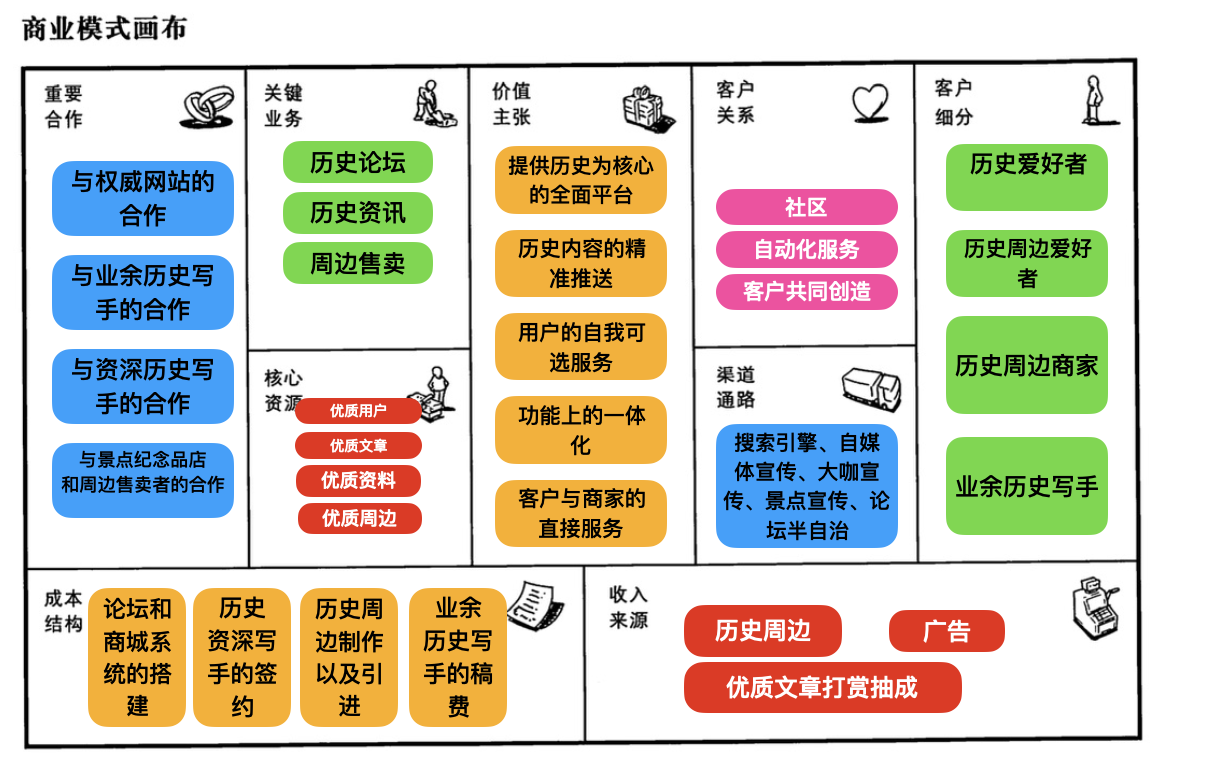 商业模式画布
重要
合作
与权威网站的
合作
与业余历史写
手的合作
与资深历史写
手的合作
与景点纪念品店
和周边售卖者的合作
关键
业务
历史论坛
历史资讯
周边售卖
核心
资源
优质用户
优质文章
优质资料
优质周边
价值
主张
提供历史为核心
的全面平台
历史内容的精
准推送
用户的自我可
选服务
功能上的一体
化
客户与商家的
直接服务
客户
关系
社区
自动化服务
客户共同创造
渠道
通路
搜索引擎、自媒
体宣传、大咖宣
传、景点宣传、论
坛半自治
客户
细分
历史爱好者
历史周边爱好
者
历史周边商家
业余历史写手
成本
结构
论坛和
商城系
统的搭
建
历史
资深写
手的签
约
历史周
边制作
以及引
进
业余
历史写
手的稿
费
收入
来源
历史周边
广告
优质文章打赏抽成